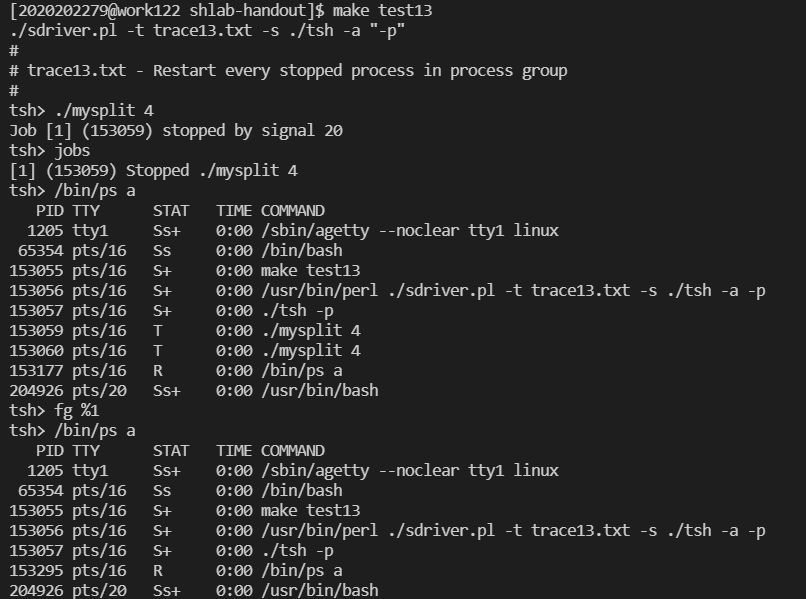 [2020202279@work122 shlab-handout]$ make test13
./sdriver.pl -t trace13.txt -s ./tsh -a "-p"
#
# trace13.txt - Restart every stopped process in process group
#
tsh> ./mysplit 4
Job [1] (153059) stopped by signal 20
tsh> jobs
[1] (153059) Stopped ./mysplit 4
tsh> /bin/ps a
   PID TTY      STAT   TIME COMMAND
  1205 tty1     Ss+    0:00 /sbin/agetty --noclear tty1 linux
 65354 pts/16   Ss     0:00 /bin/bash
153055 pts/16   S+     0:00 make test13
153056 pts/16   S+     0:00 /usr/bin/perl ./sdriver.pl -t trace13.txt -s ./tsh -a -p
153057 pts/16   S+     0:00 ./tsh -p
153059 pts/16   T      0:00 ./mysplit 4
153060 pts/16   T      0:00 ./mysplit 4
153177 pts/16   R      0:00 /bin/ps a
204926 pts/20   Ss+    0:00 /usr/bin/bash
tsh> fg %1
tsh> /bin/ps a
   PID TTY      STAT   TIME COMMAND
  1205 tty1     Ss+    0:00 /sbin/agetty --noclear tty1 linux
 65354 pts/16   Ss     0:00 /bin/bash
153055 pts/16   S+     0:00 make test13
153056 pts/16   S+     0:00 /usr/bin/perl ./sdriver.pl -t trace13.txt -s ./tsh -a -p
153057 pts/16   S+     0:00 ./tsh -p
153295 pts/16   R      0:00 /bin/ps a
204926 pts/20   Ss+    0:00 /usr/bin/bash